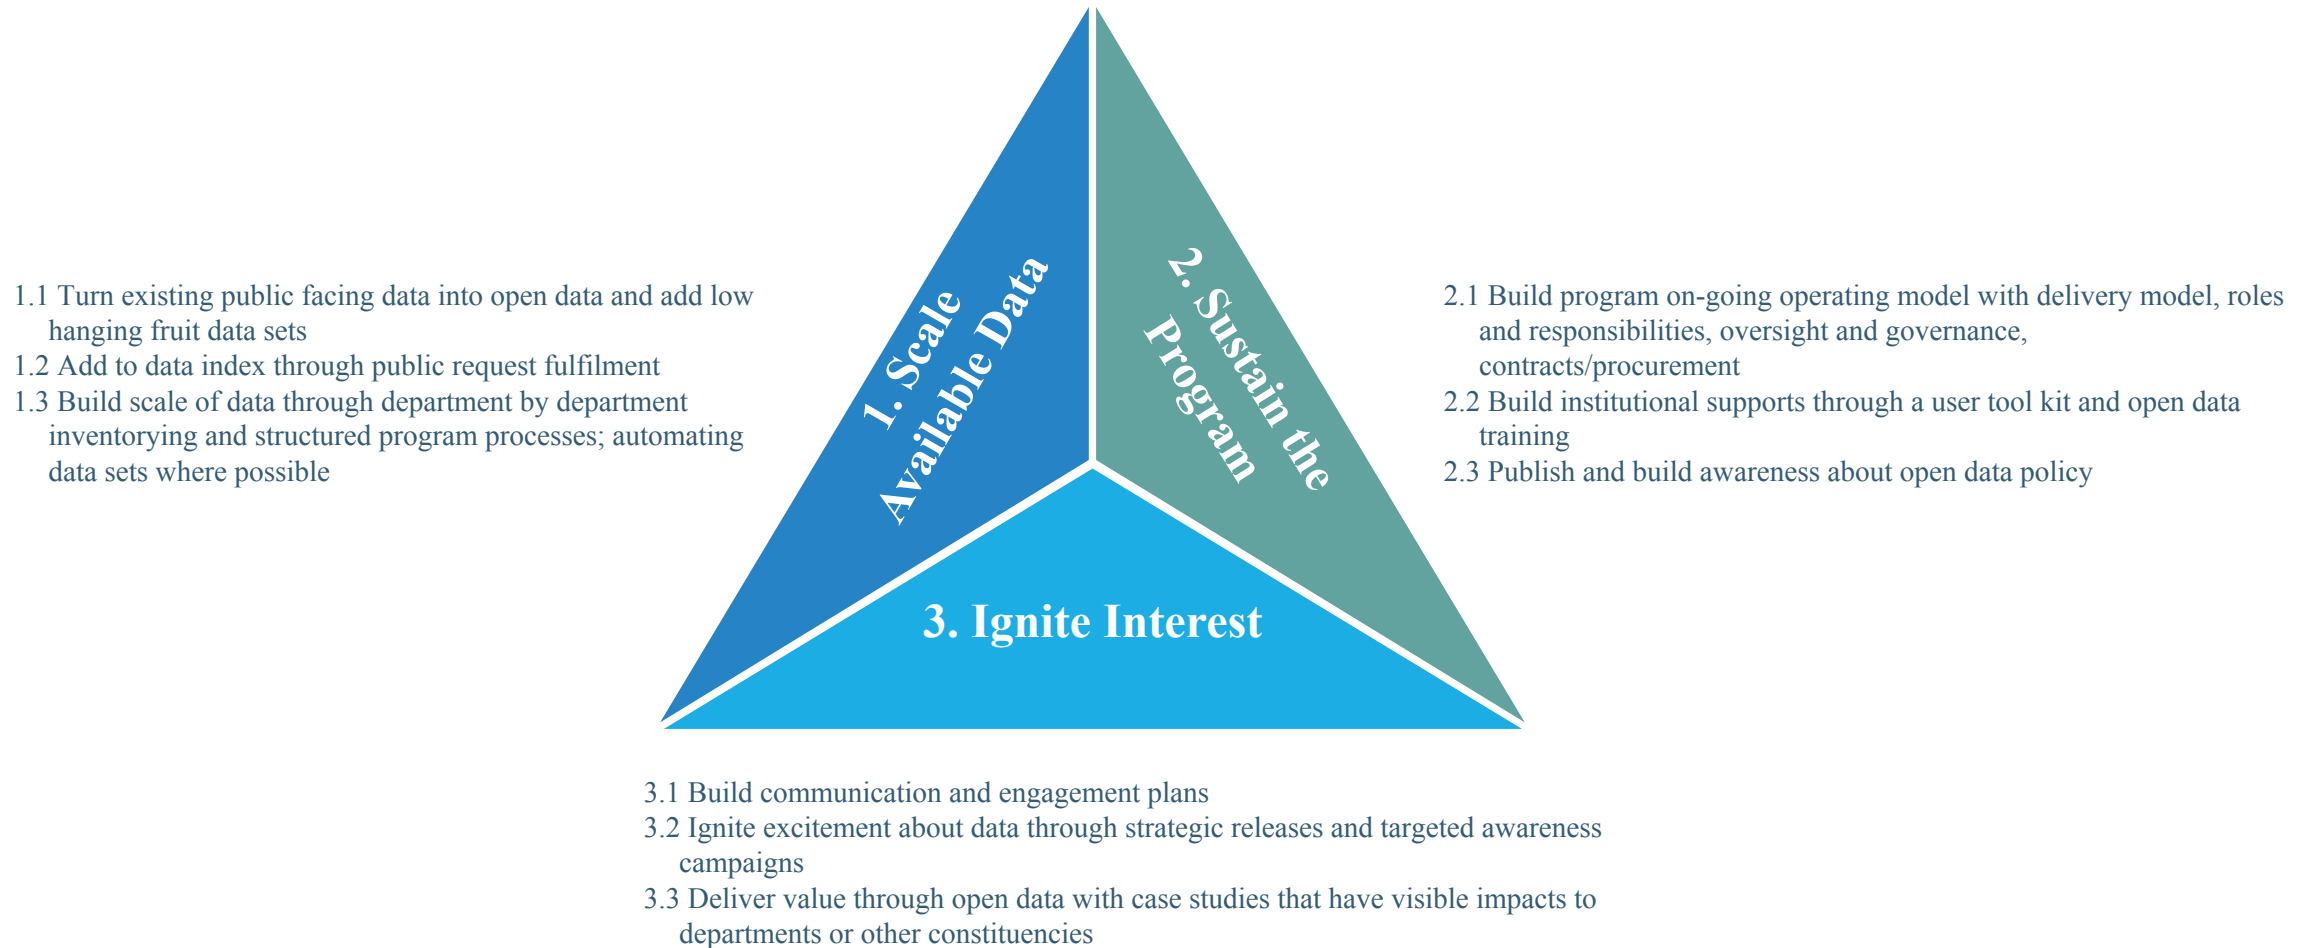 1. Scale
Available Data
2. Sustain the
Program
3. Ignite Interest
1.1 Turn existing public facing data into open data and add low
hanging fruit data sets
1.2 Add to data index through public request fulfilment
1.3 Build scale of data through department by department
inventorying and structured program processes; automating
data sets where possible
2.1 Build program on-going operating model with delivery model, roles
and responsibilities, oversight and governance,
contracts/procurement
2.2 Build institutional supports through a user tool kit and open data
training
2.3 Publish and build awareness about open data policy
3.1 Build communication and engagement plans
3.2 Ignite excitement about data through strategic releases and targeted awareness
campaigns
3.3 Deliver value through open data with case studies that have visible impacts to
departments or other constituencies